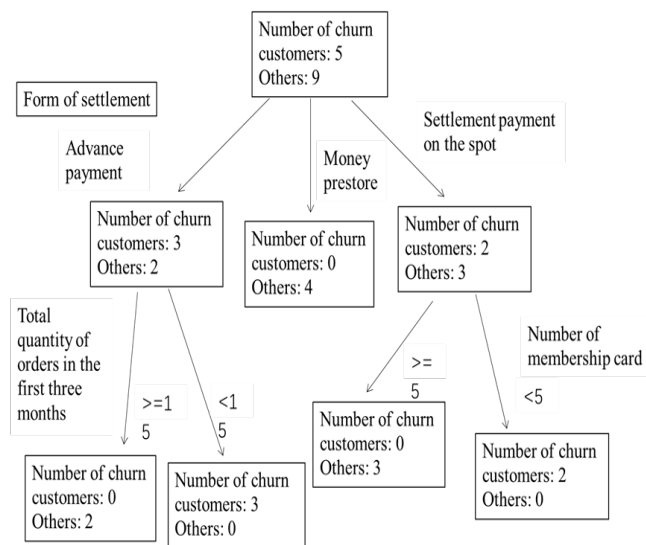 Number of churn
customers: 5
Others: 9
Form of settlement
Advance
payment
Money
prestore
Settlement payment
on the spot
Number of churn
customers: 3
Others: 2
Number of churn
customers: 0
Others: 4
Number of churn
customers: 2
Others: 3
Total
quantity of
orders in the
first three
months
>=1
5
<1
5
>=
5
<5
Number of
membership card
Number of churn
customers: 0
Others: 2
Number of churn
customers: 3
Others: 0
Number of churn
customers: 0
Others: 3
Number of churn
customers: 2
Others: 0